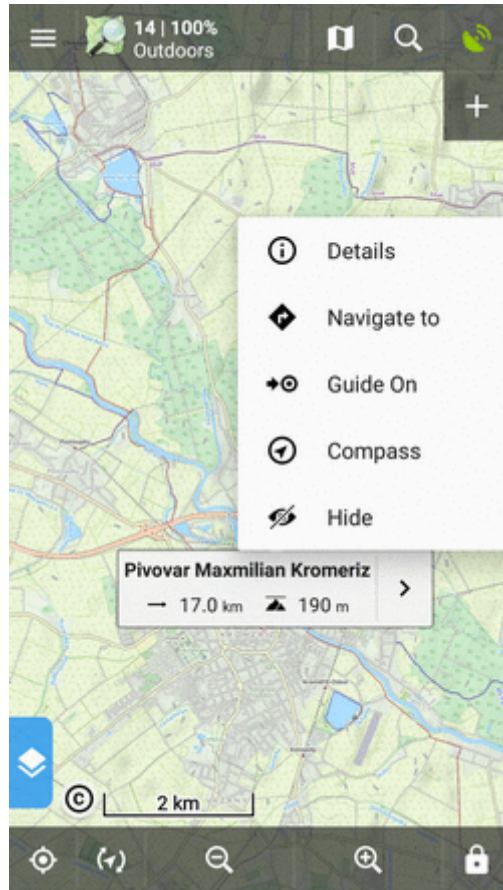 14 | 100%
Outdoors
Details
Navigate to
Guide On
Compass
Hide
Pivovar Maxmilian Kromeriz
17.0 km
190 m
©
2 km